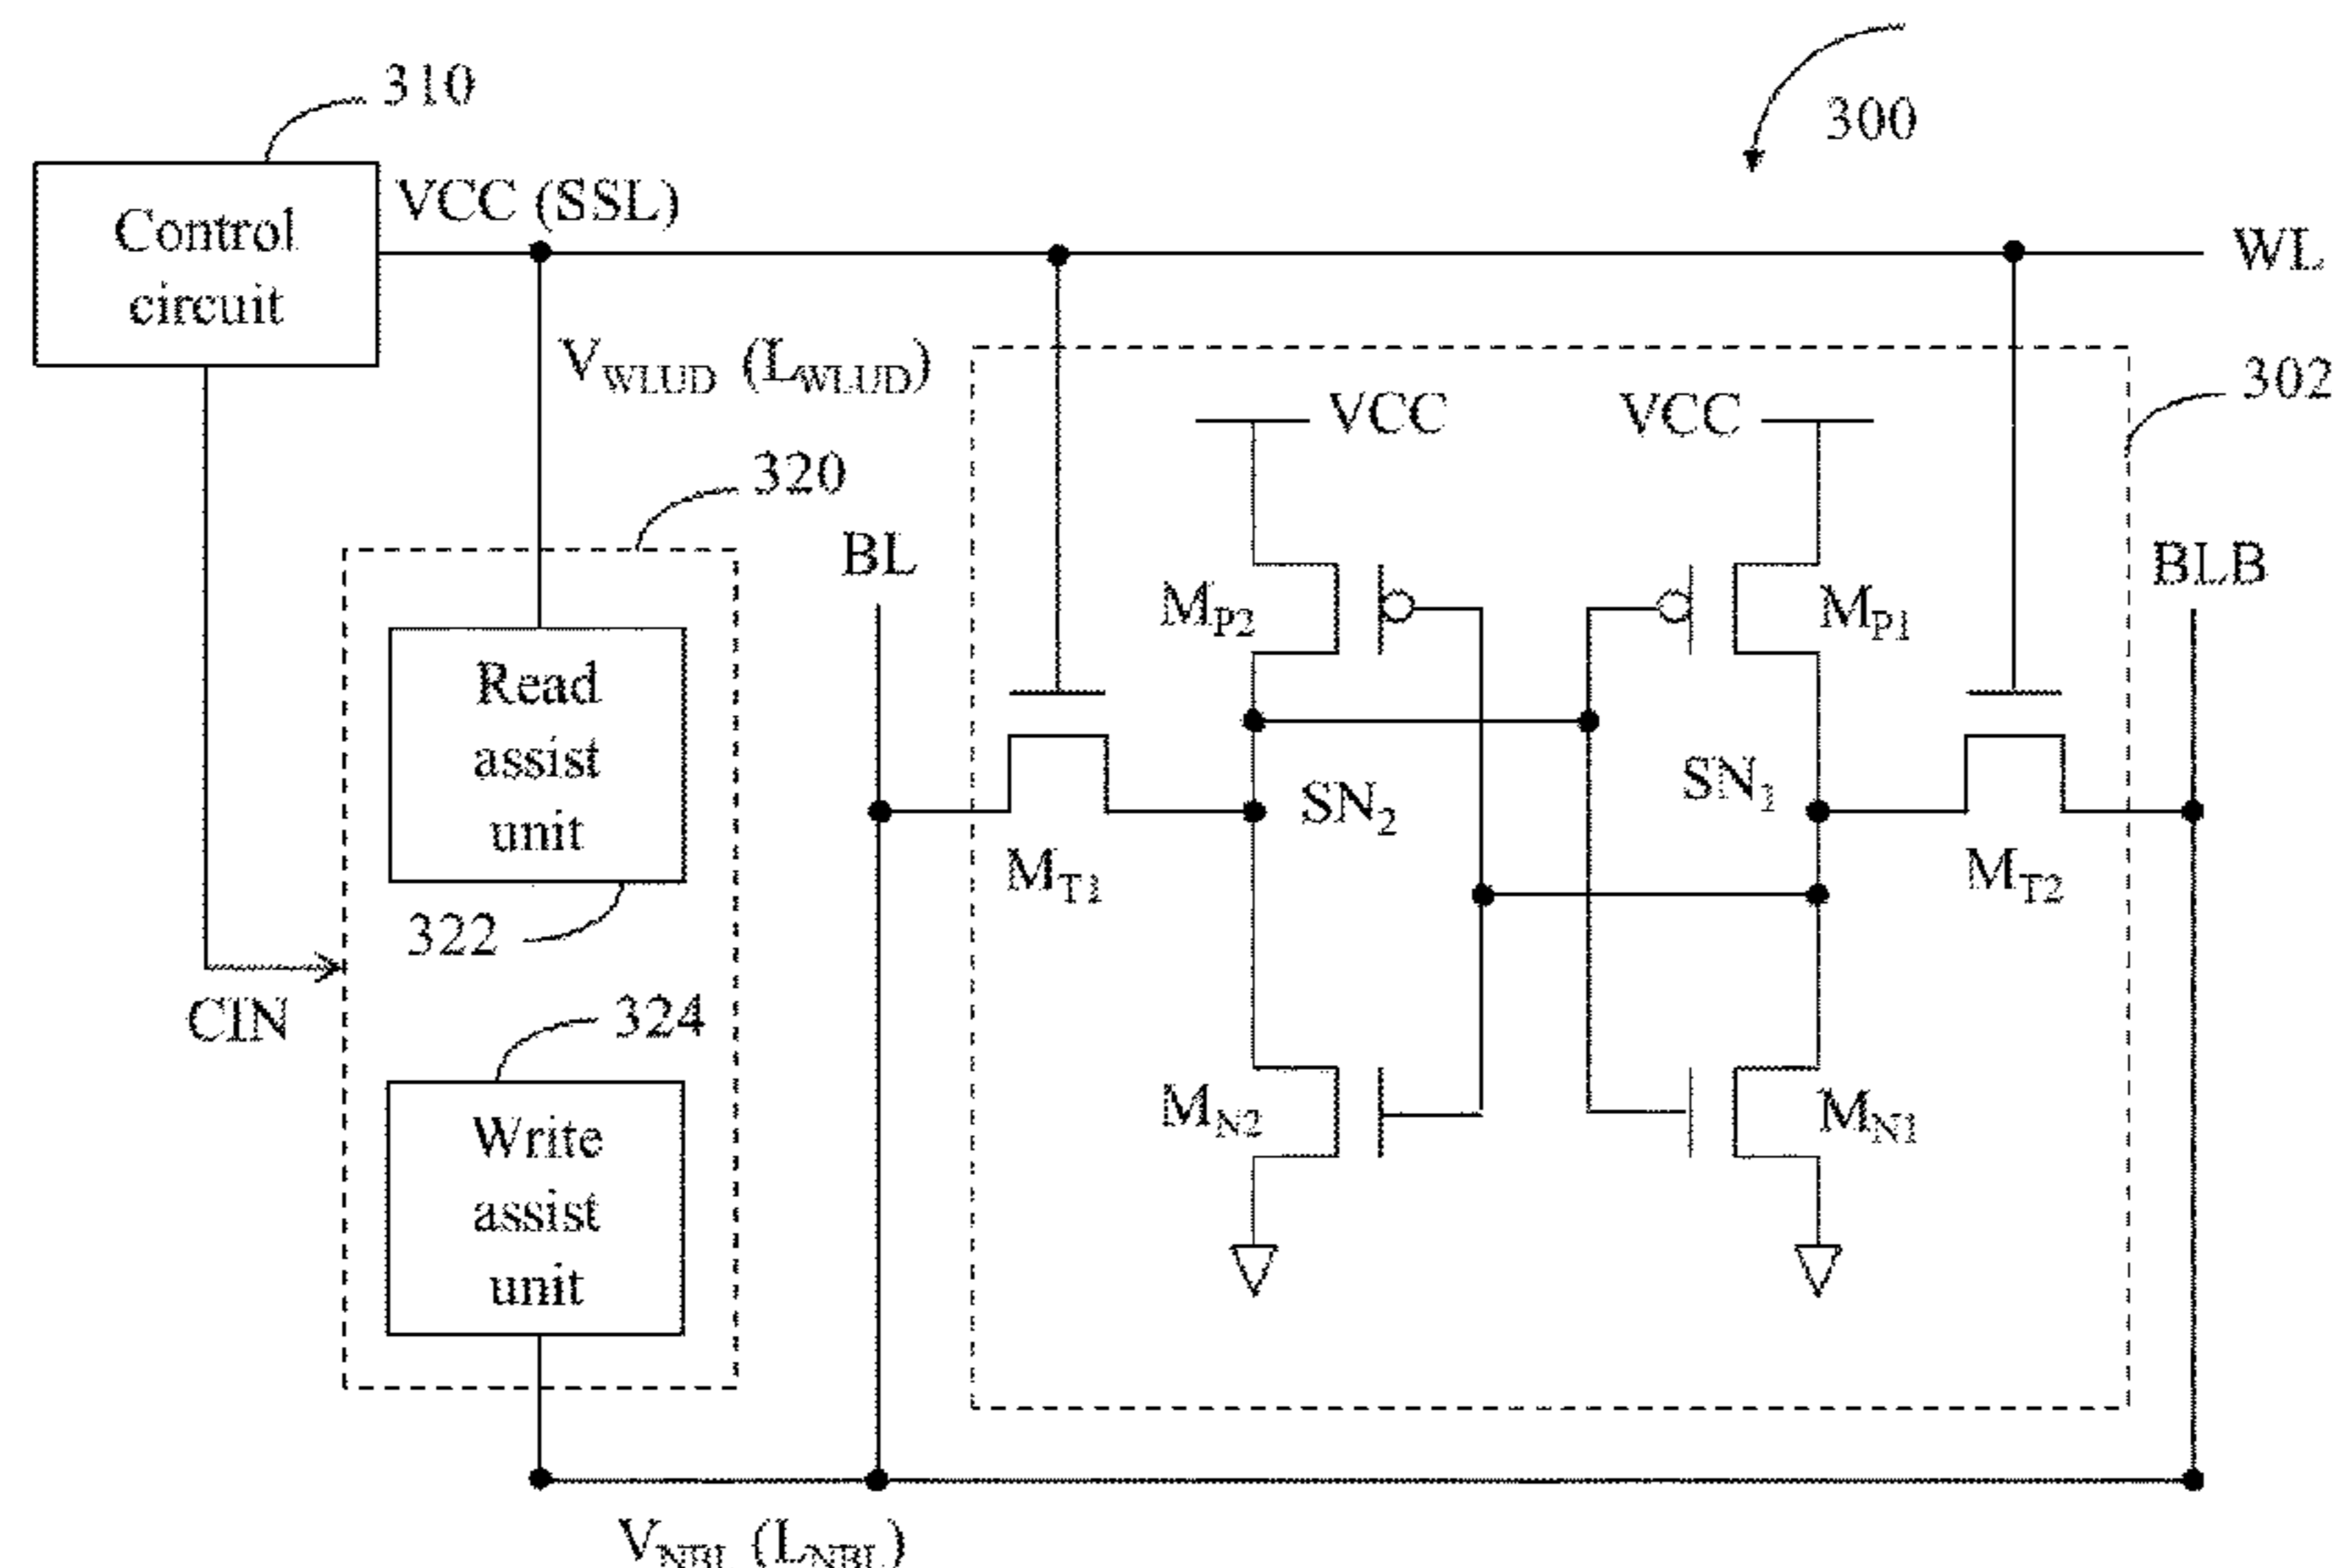 310
300
Control
circuit
VCC (SSL)
WL
VWLUD (LWLUD)
302
VCC
VCC
320
BL
BLB
MP2
MP1
Read
assist
unit
SN2
SN1
MT1
MT2
322
CIN
324
MN2
MN1
Write
assist
unit
VNBL (LNBL)